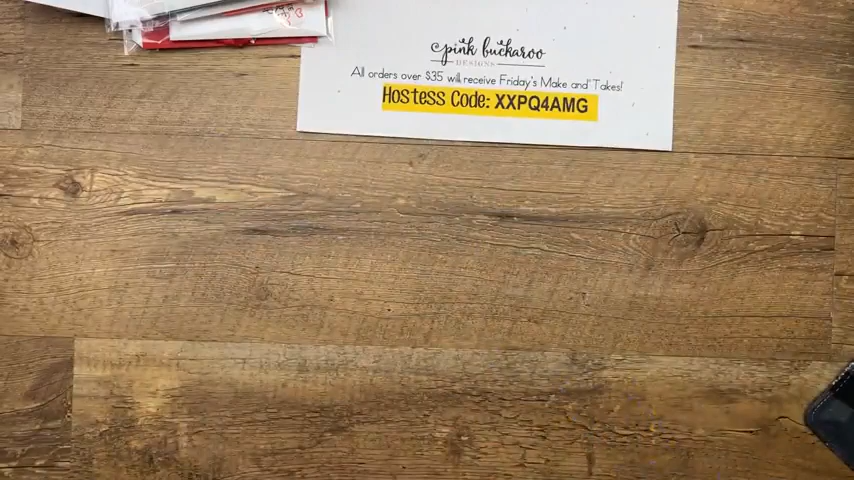 pink buckaroo
DESIGNS
All orders over $35 will receive Friday's Make and Takes!
Hostess Code: XXPQ4AMG